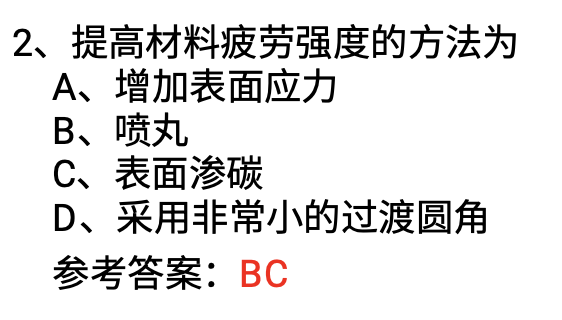 2、提高材料疲劳强度的方法为
A、增加表面应力
B、喷丸
C、表面渗碳
D、采用非常小的过渡圆角
参考答案：BC